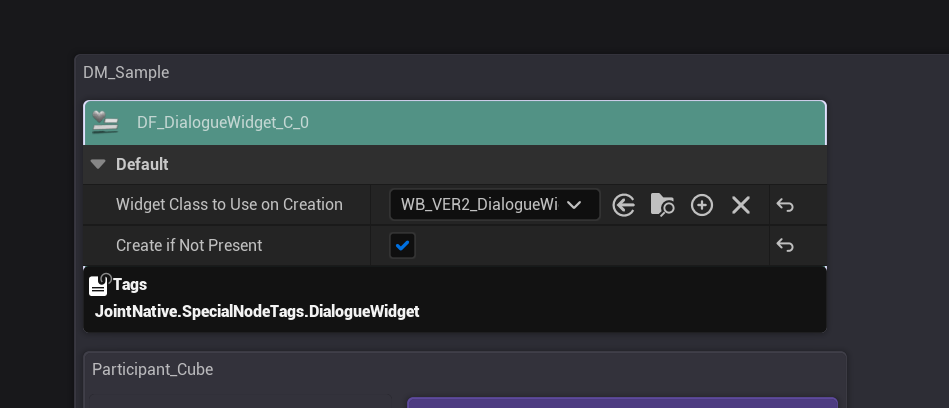 DM_Sample
DF_DialogueWidget_C_0
Default
Widget Class to Use on Creation WB_VER2_DialogueWi
Create if Not Present
Tags
JointNative.SpecialNodeTags.DialogueWidget
Participant_Cube